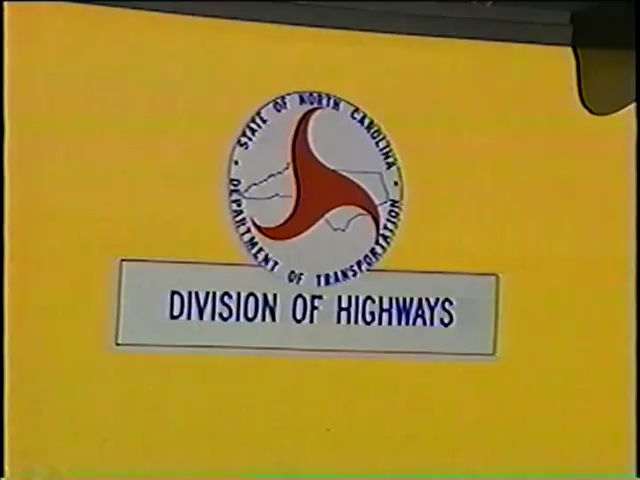 STATE OF NORTH CAROLINA
DEPARTMENT OF TRANSPORTATION
DIVISION OF HIGHWAYS